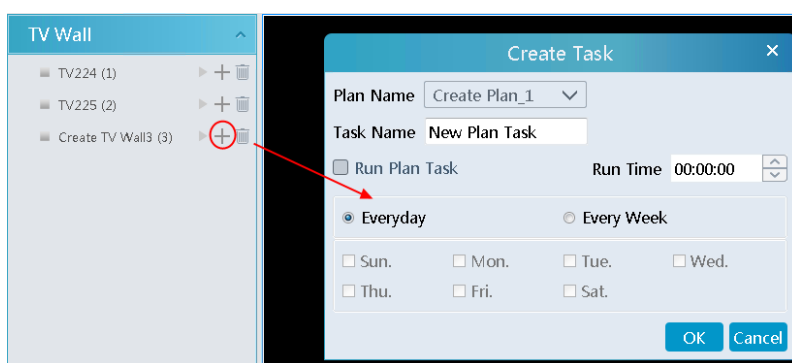 TV Wall
TV224 (1)
TV225 (2)
Create TV Wall3 (3)
Create Task
Plan Name Create Plan_1
Task Name New Plan Task
Run Plan Task Run Time 00:00:00
Everyday Every Week
Sun. Mon. Tue. Wed.
Thu. Fri. Sat.
OK Cancel